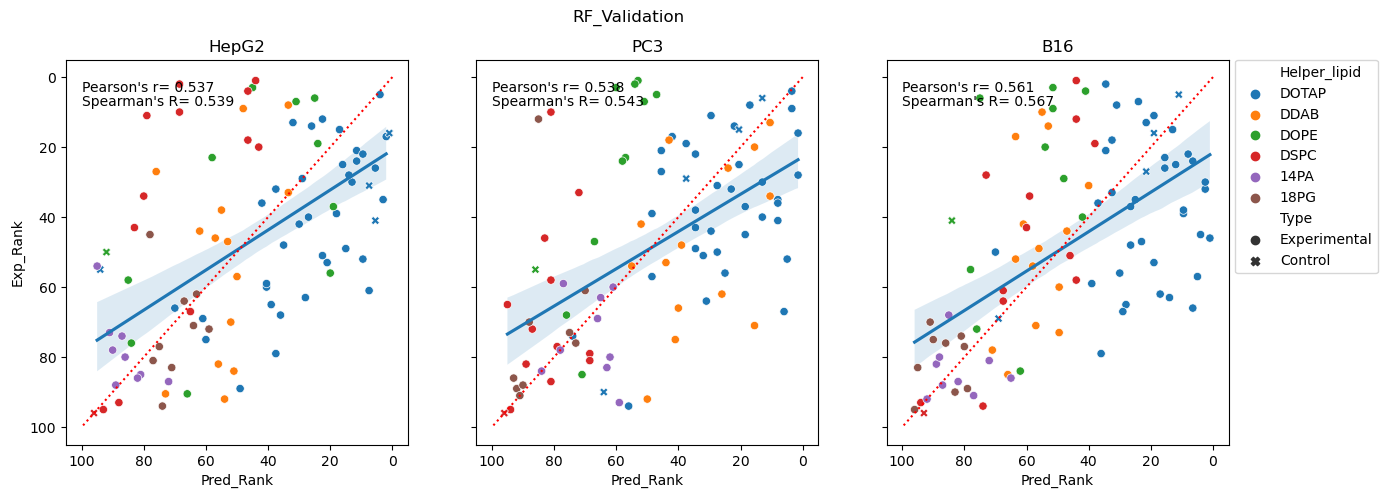 RF_Validation
HepG2
PC3
B16
Pearson's r= 0.537
Spearman's R= 0.539
Pearson's r= 0.538
Spearman's R= 0.543
Pearson's r= 0.561
Spearman's R= 0.567
Helper_lipid
DOTAP
DDAB
DOPE
DSPC
14PA
18PG
Type
Experimental
Control
Exp_Rank
0
20
40
60
80
100
100 80 60 40 20 0
100 80 60 40 20 0
100 80 60 40 20 0
Pred_Rank
Pred_Rank
Pred_Rank